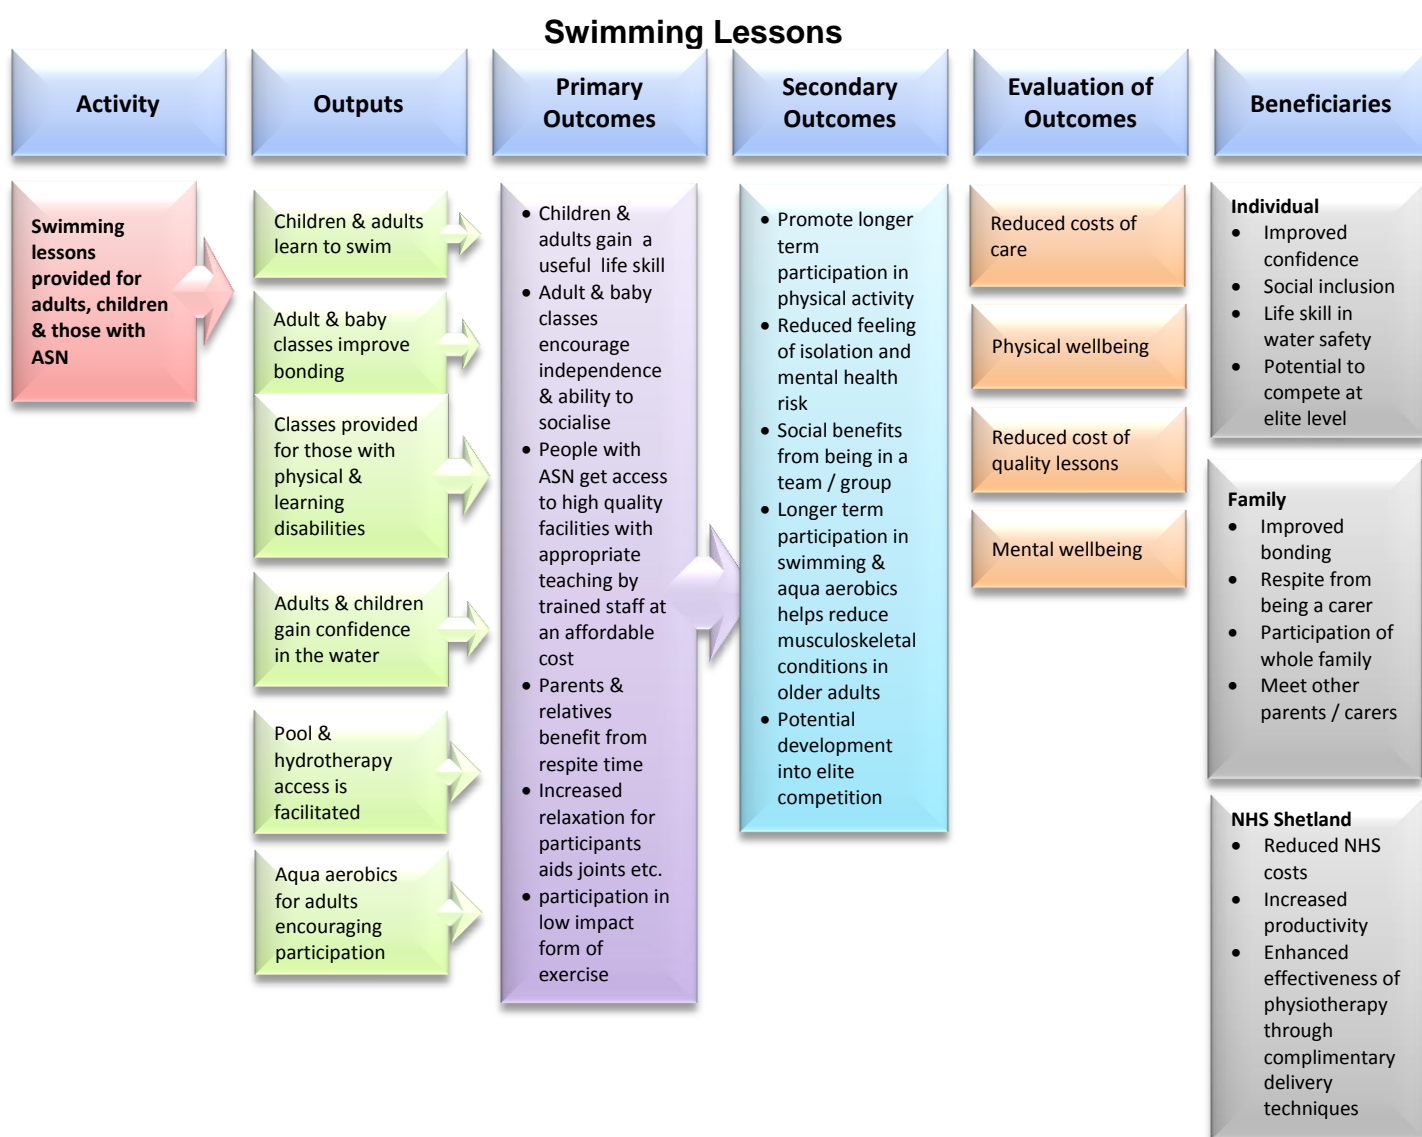 Swimming Lessons
Activity
Outputs
Primary
Outcomes
Secondary
Outcomes
Evaluation of
Outcomes
Beneficiaries
Swimming
lessons
provided for
adults, children
& those with
ASN
Children & adults
learn to swim
Adult & baby
classes improve
bonding
Classes provided
for those with
physical &
learning
disabilities
Adults & children
gain confidence
in the water
Pool &
hydrotherapy
access is
facilitated
Aqua aerobics
for adults
encouraging
participation
• Children &
adults gain a
useful life skill
• Adult & baby
classes
encourage
independence
& ability to
socialise
• People with
ASN get access
to high quality
facilities with
appropriate
teaching by
trained staff at
an affordable
cost
• Parents &
relatives
benefit from
respite time
• Increased
relaxation for
participants
aids joints etc.
• participation in
low impact
form of
exercise
• Promote longer
term
participation in
physical activity
• Reduced feeling
of isolation and
mental health
risk
• Social benefits
from being in a
team / group
• Longer term
participation in
swimming &
aqua aerobics
helps reduce
musculoskeletal
conditions in
older adults
• Potential
development
into elite
competition
Reduced costs of
care
Physical wellbeing
Reduced cost of
quality lessons
Mental wellbeing
Individual
• Improved
confidence
• Social inclusion
• Life skill in
water safety
• Potential to
compete at
elite level
Family
• Improved
bonding
• Respite from
being a carer
• Participation of
whole family
• Meet other
parents / carers
NHS Shetland
• Reduced NHS
costs
• Increased
productivity
• Enhanced
effectiveness of
physiotherapy
through
complimentary
delivery
techniques